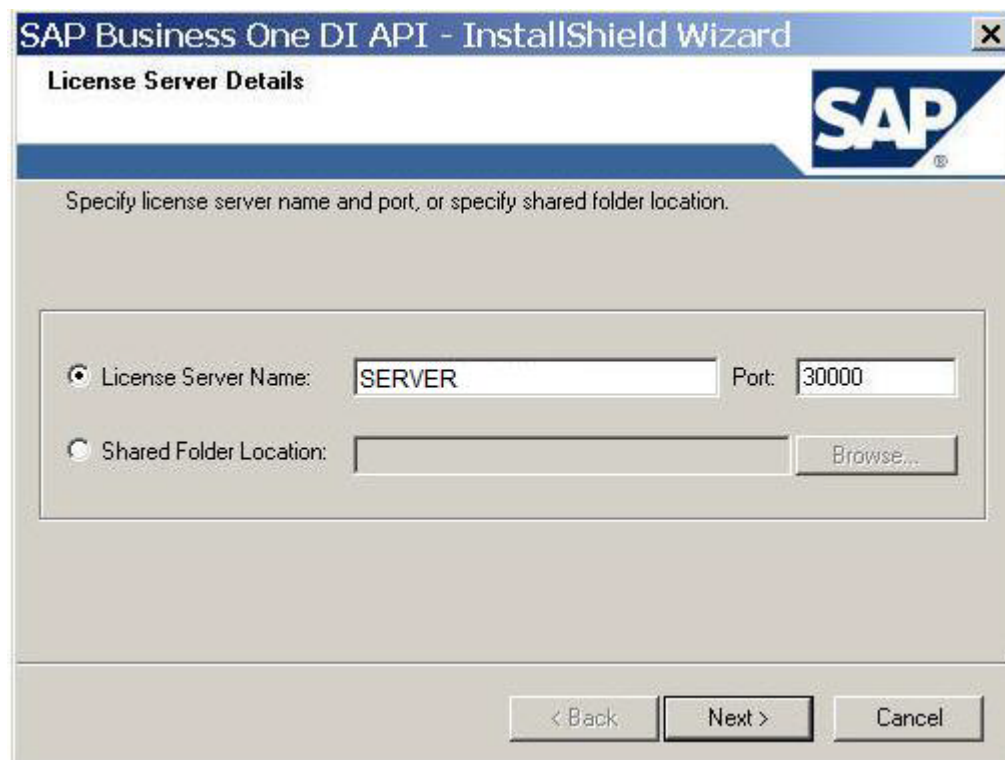 SAP Business One DI API - InstallShield Wizard
License Server Details
SAP
®
Specify license server name and port, or specify shared folder location.
License Server Name: SERVER Port: 30000
Shared Folder Location: Browse...
< Back Next > Cancel